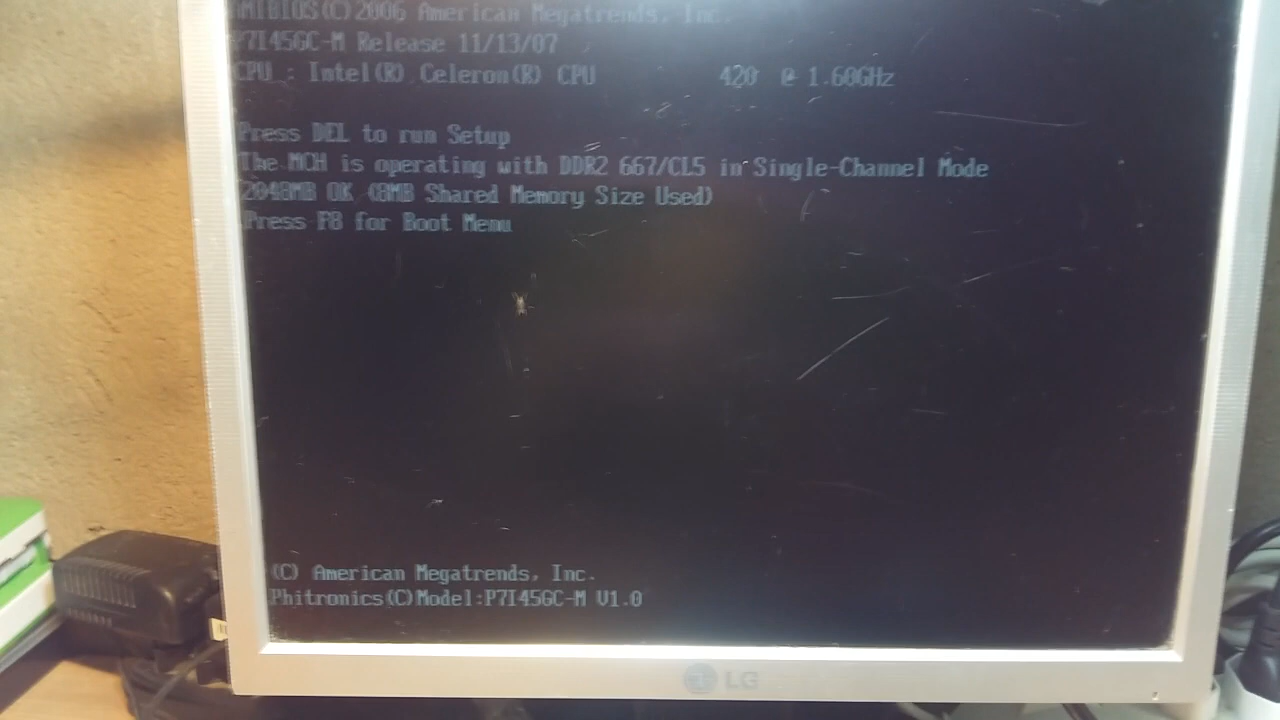 AMIBIOS(C)2006 American Megatrends, Inc.
P7I45GC-M Release 11/13/07
CPU : Intel(R) Celeron(R) CPU 420 @ 1.60GHz
Press DEL to run Setup
The MCH is operating with DDR2 667/CL5 in Single-Channel Mode
2048MB OK (8MB Shared Memory Size Used)
Press F8 for Boot Menu
(C) American Megatrends, Inc.
Phitronics(C)Model:P7I45GC-M V1.0
LG